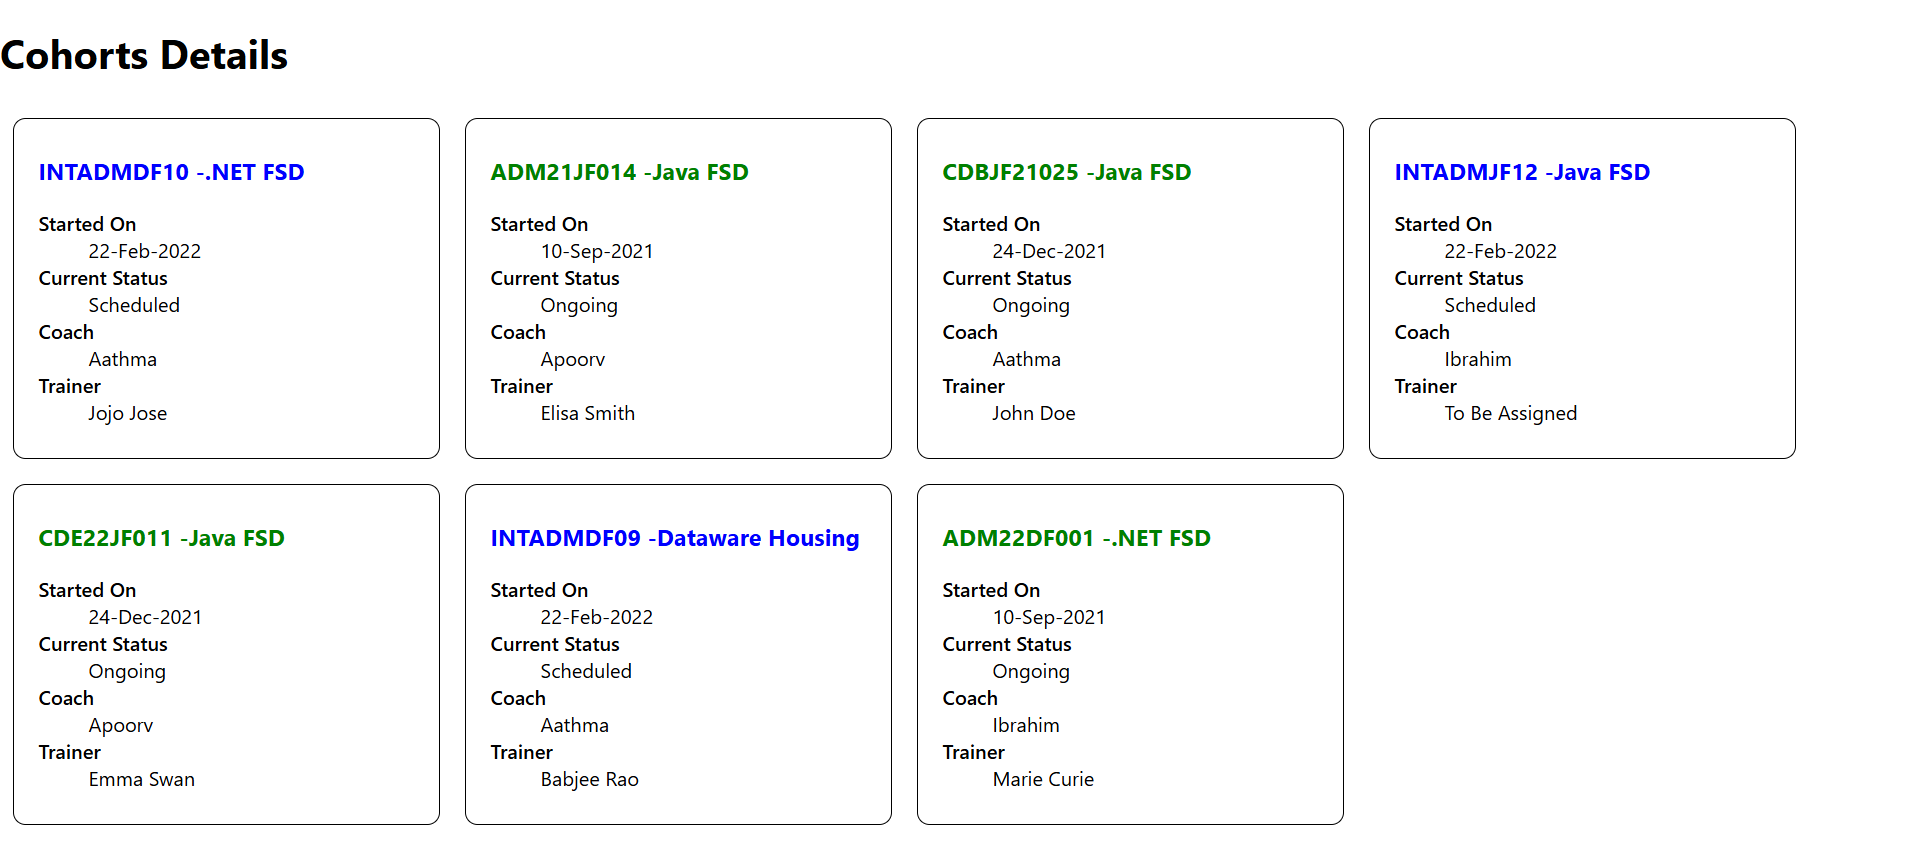 Cohorts Details
INTADMDF10 -.NET FSD
Started On
22-Feb-2022
Current Status
Scheduled
Coach
Aathma
Trainer
Jojo Jose
ADM21JF014 -Java FSD
Started On
10-Sep-2021
Current Status
Ongoing
Coach
Apoorv
Trainer
Elisa Smith
CDBJF21025 -Java FSD
Started On
24-Dec-2021
Current Status
Ongoing
Coach
Aathma
Trainer
John Doe
INTADMJF12 -Java FSD
Started On
22-Feb-2022
Current Status
Scheduled
Coach
Ibrahim
Trainer
To Be Assigned
CDE22JF011 -Java FSD
Started On
24-Dec-2021
Current Status
Ongoing
Coach
Apoorv
Trainer
Emma Swan
INTADMDF09 -Dataware Housing
Started On
22-Feb-2022
Current Status
Scheduled
Coach
Aathma
Trainer
Babjee Rao
ADM22DF001 -.NET FSD
Started On
10-Sep-2021
Current Status
Ongoing
Coach
Ibrahim
Trainer
Marie Curie